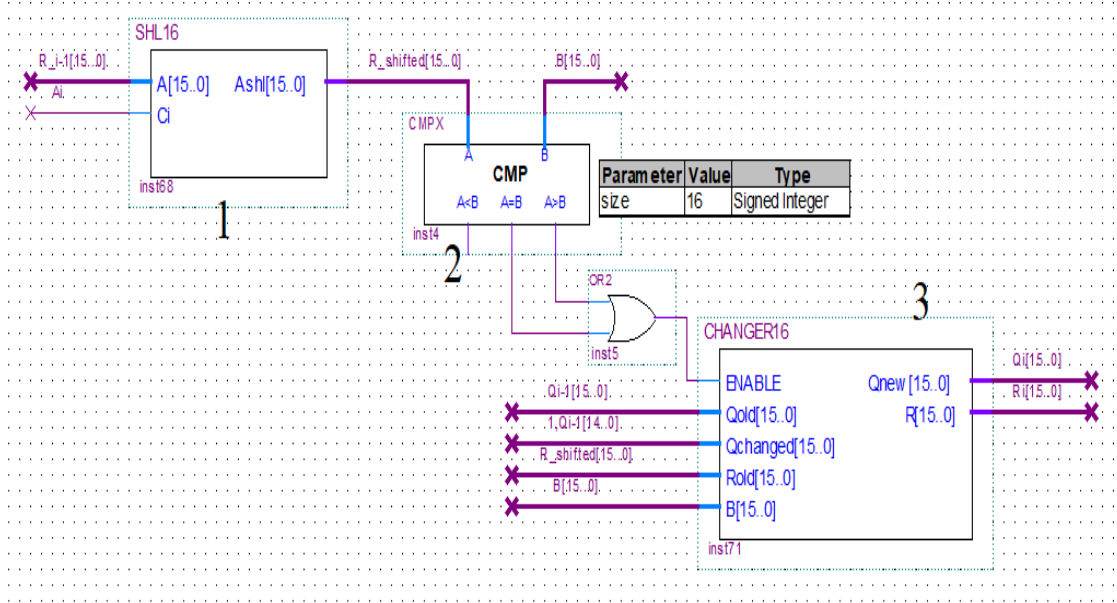 SHL16
R_i-1[15..0]
Ai
A[15..0]
Ashl[15..0]
Ci
inst68
1
R_shifted[15..0]
B[15..0]
CMPX
A
B
CMP
A<B
A=B
A>B
inst4
2
Parameter Value Type
size 16 Signed Integer
OR2
inst5
3
CHANGER16
ENABLE
Qold[15..0]
Qchanged[15..0]
Rold[15..0]
B[15..0]
Qnew[15..0]
R[15..0]
inst71
Qi-1[15..0]
1,Qi-1[14..0]
R_shifted[15..0]
B[15..0]
Qi[15..0]
Ri[15..0]